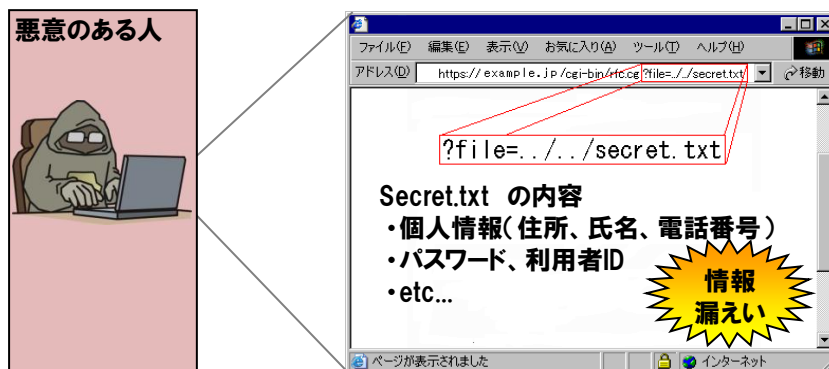 悪意のある人
ファイル(F) 編集(E) 表示(V) お気に入り(A) ツール(T) ヘルプ(H)
アドレス(D) https://example.jp/cgi-bin/rfc.cg?file=../../secret.txt 移動
?file=../../secret.txt
Secret.txt の内容
・個人情報（住所、氏名、電話番号）
・パスワード、利用者ID
・etc...
情報
漏えい
ページが表示されました インターネット